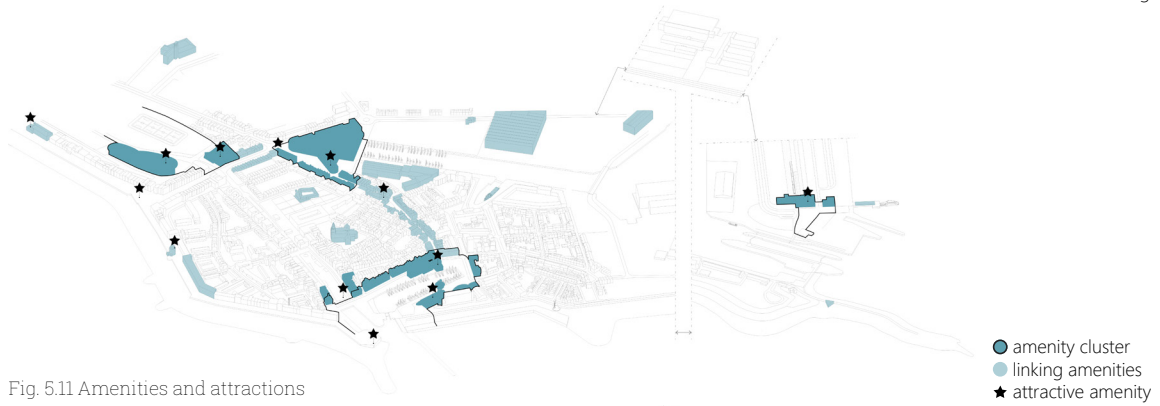 g
amenity cluster
linking amenities
attractive amenity
Fig. 5.11 Amenities and attractions